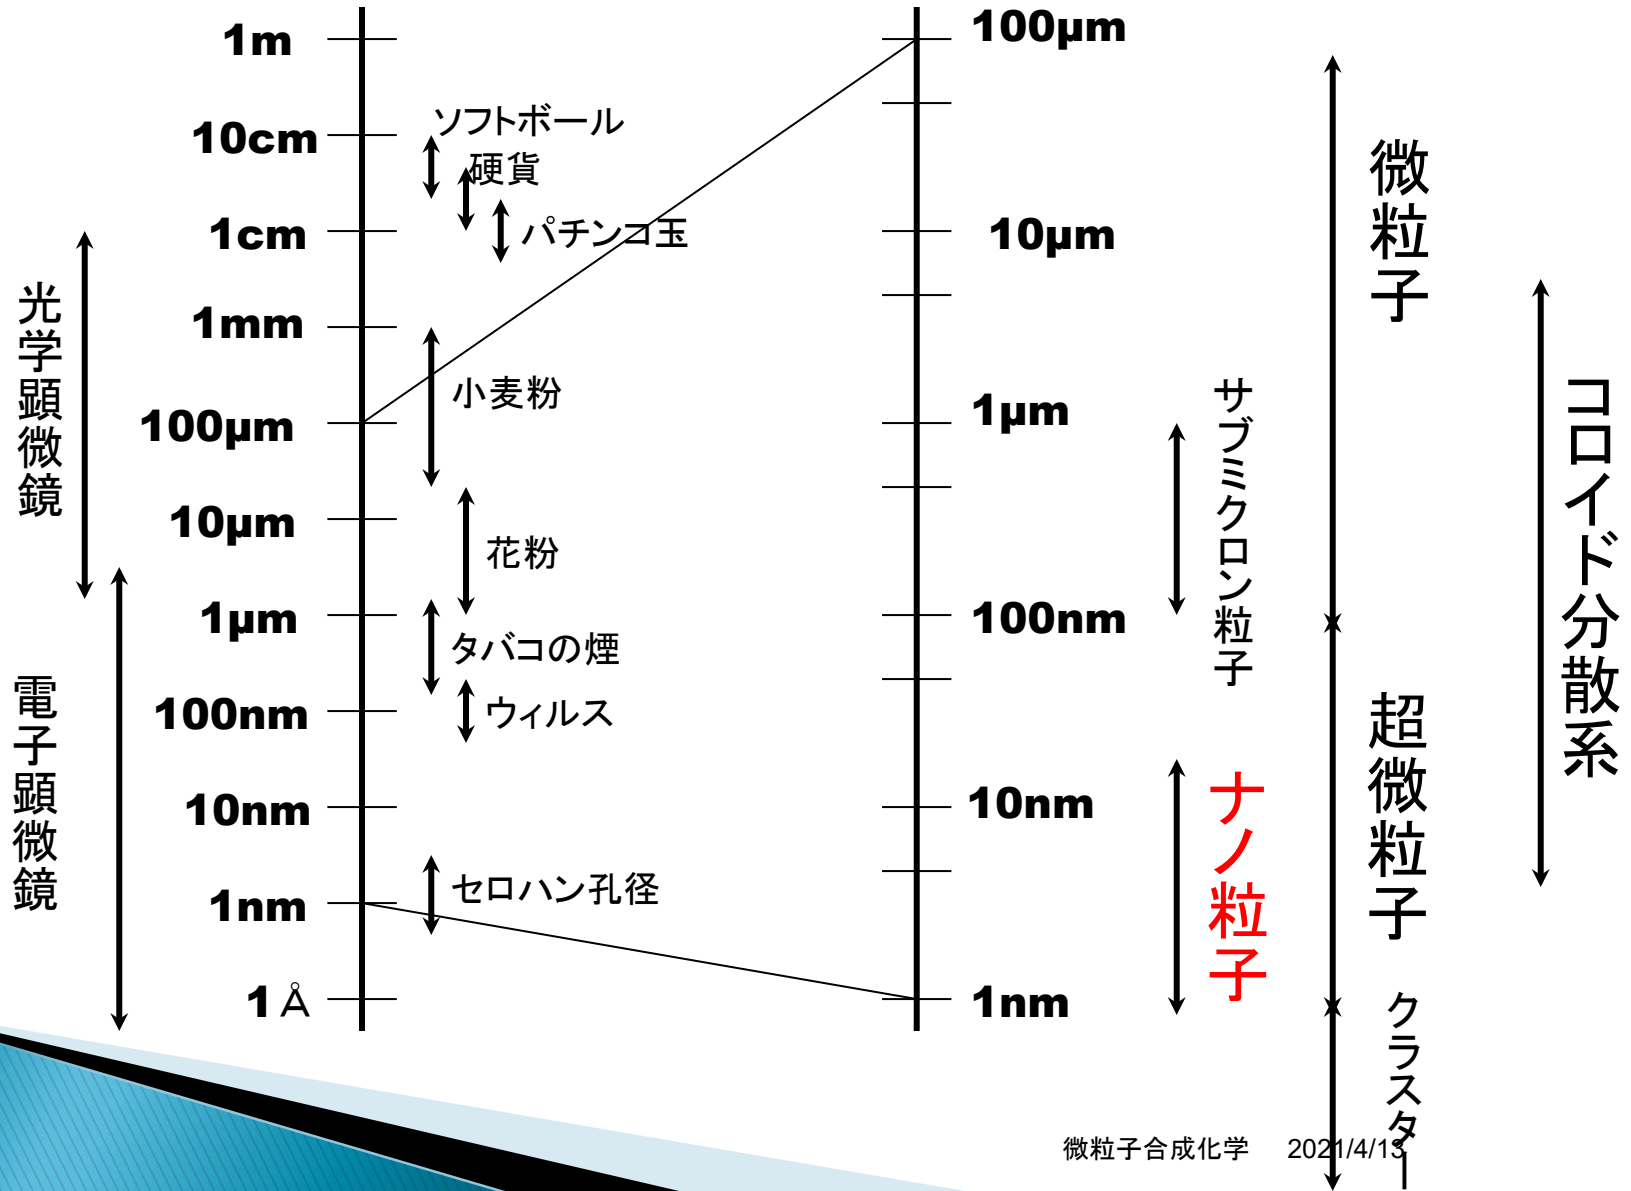 1m
10cm
1cm
1mm
100µm
10µm
1µm
100nm
10nm
1nm
1Å
光学顕微鏡
電子顕微鏡
ソフトボール
硬貨
パチンコ玉
小麦粉
花粉
タバコの煙
ウィルス
セロハン孔径
100µm
10µm
1µm
100nm
10nm
1nm
サブミクロン粒子
ナノ粒子
微粒子
超微粒子
クラスター
コロイド分散系
微粒子合成化学 2021/4/13